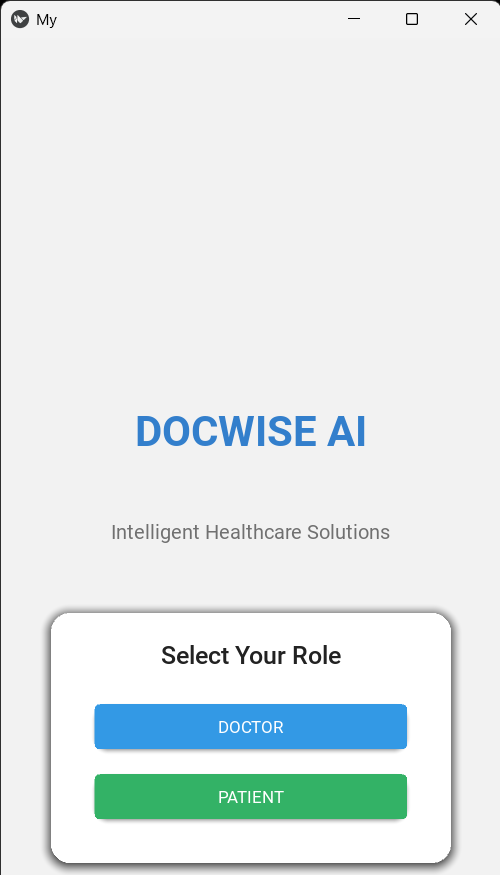 My
DOCWISE AI
Intelligent Healthcare Solutions
Select Your Role
DOCTOR
PATIENT